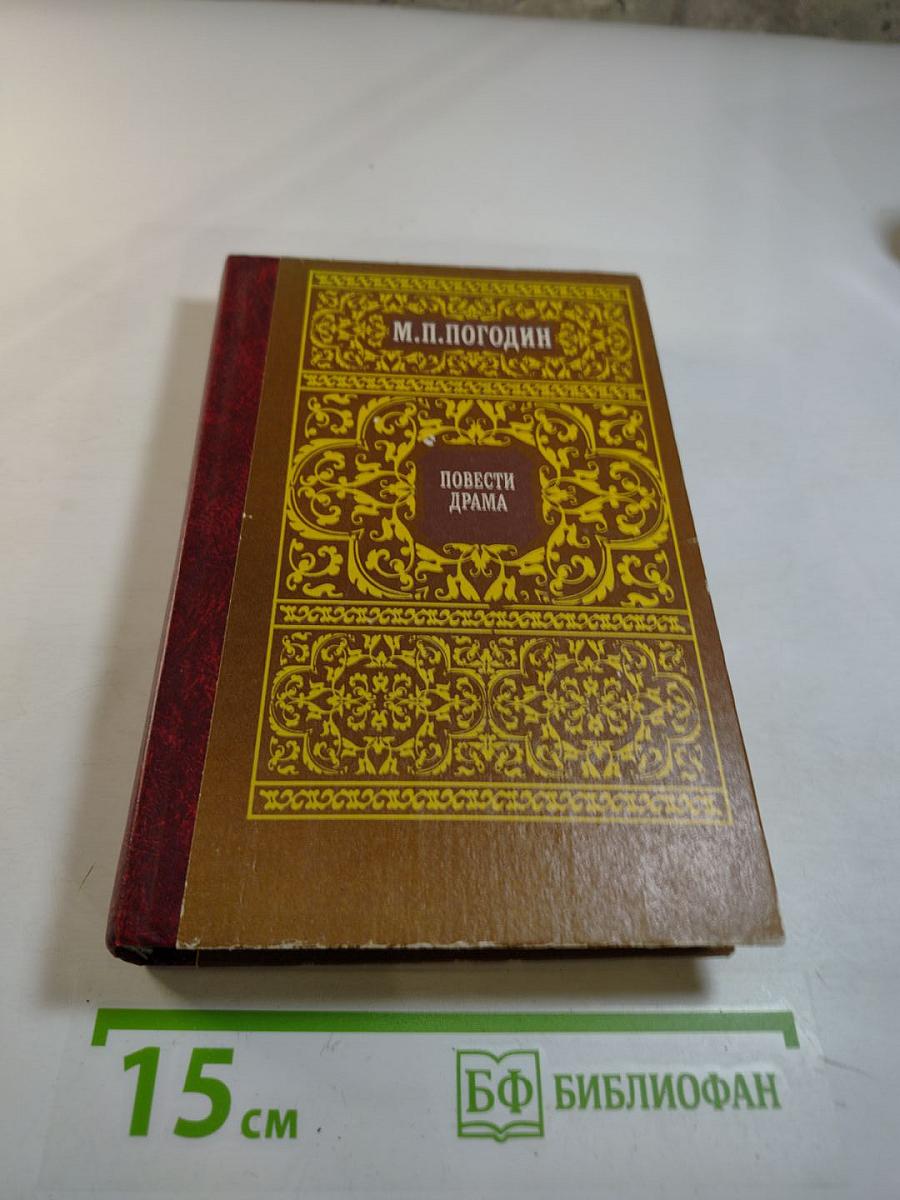 М.П.ПОГОДИН
ПОВЕСТИ
ДРАМА
15 см
БФ БИБЛИОФАН